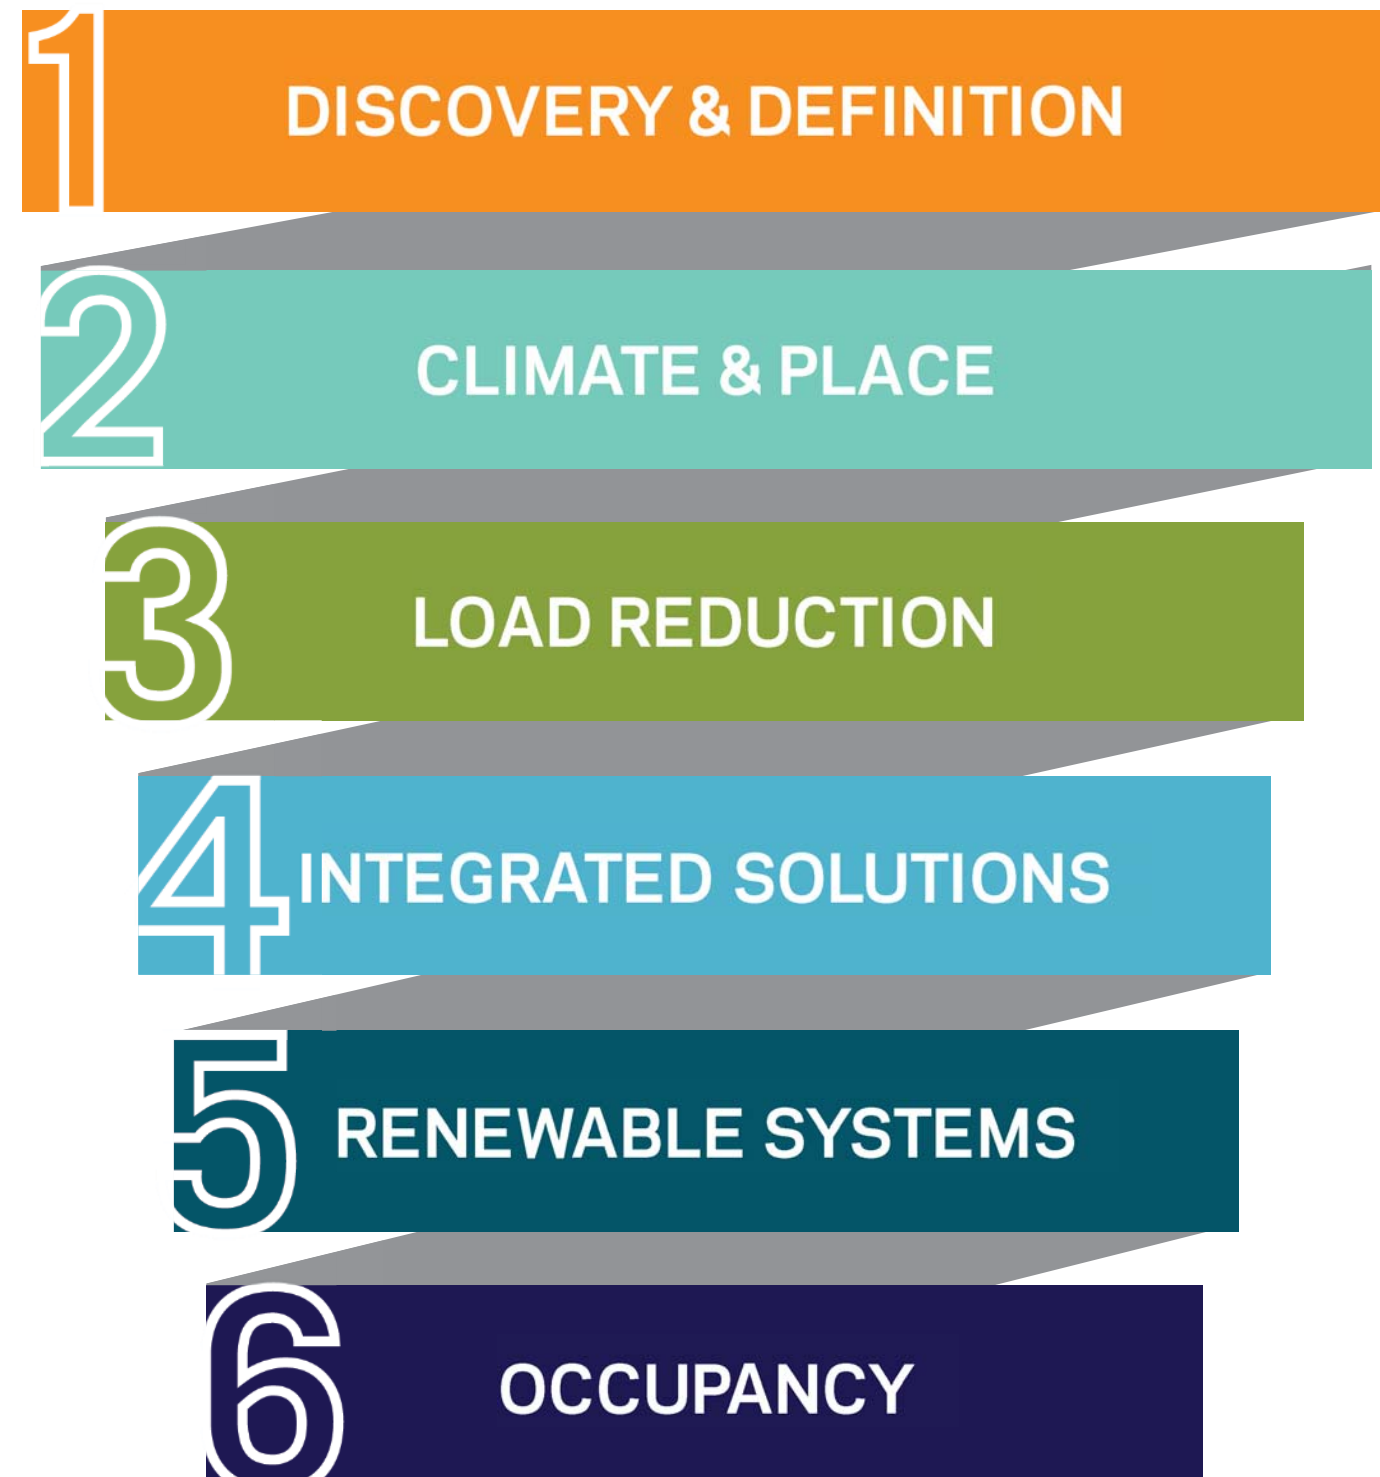 1 DISCOVERY & DEFINITION
2 CLIMATE & PLACE
3 LOAD REDUCTION
4 INTEGRATED SOLUTIONS
5 RENEWABLE SYSTEMS
6 OCCUPANCY